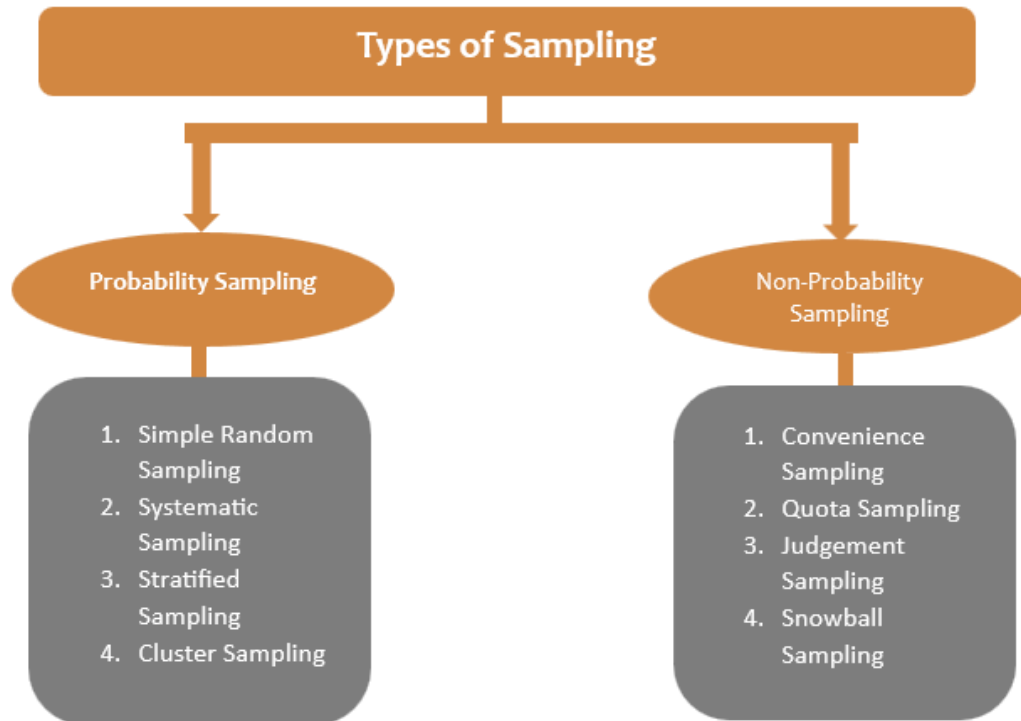 Types of Sampling
Probability Sampling
1. Simple Random
Sampling
2. Systematic
Sampling
3. Stratified
Sampling
4. Cluster Sampling
Non-Probability
Sampling
1. Convenience
Sampling
2. Quota Sampling
3. Judgement
Sampling
4. Snowball
Sampling